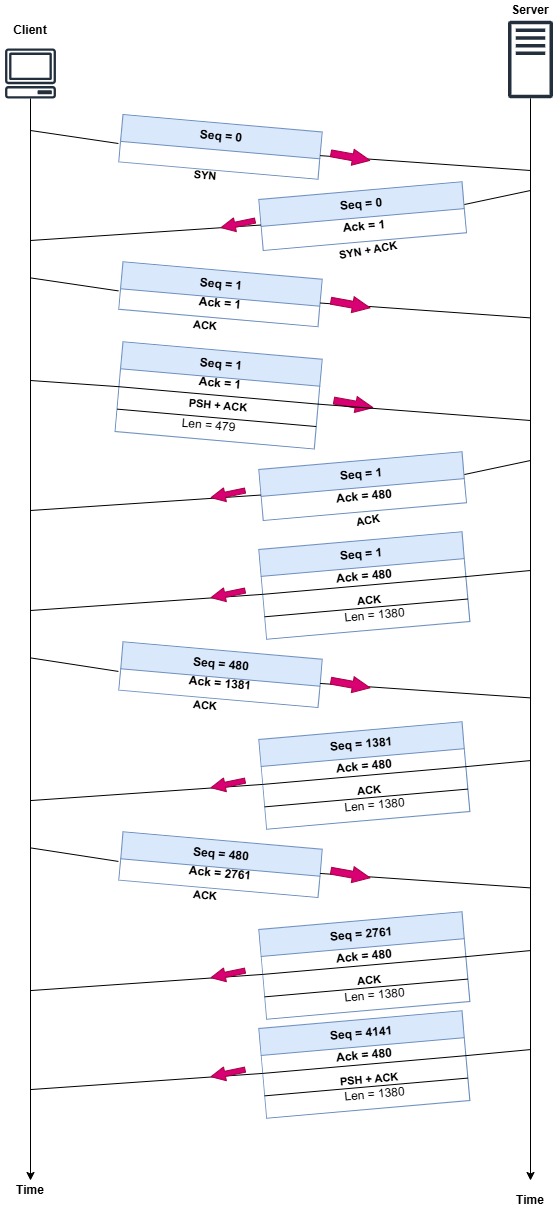 Server
Client
Seq = 0
SYN
Seq = 0
Ack = 1
SYN + ACK
Seq = 1
Ack = 1
ACK
Seq = 1
Ack = 1
PSH + ACK
Len = 479
Seq = 1
Ack = 480
ACK
Seq = 1
Ack = 480
ACK
Len = 1380
Seq = 480
Ack = 1381
ACK
Seq = 1381
Ack = 480
ACK
Len = 1380
Seq = 480
Ack = 2761
ACK
Seq = 2761
Ack = 480
ACK
Len = 1380
Seq = 4141
Ack = 480
PSH + ACK
Len = 1380
Time
Time